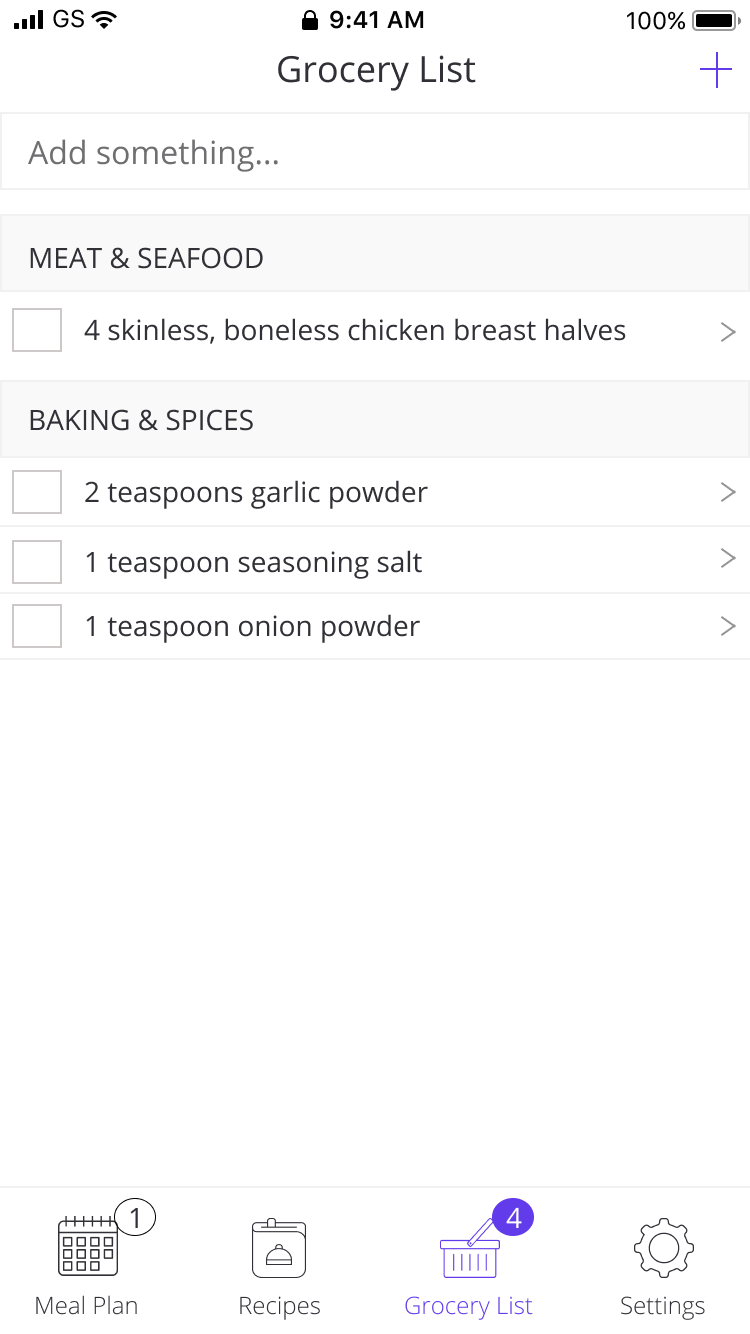 GS 9:41 AM 100%
Grocery List
Add something...
MEAT & SEAFOOD
4 skinless, boneless chicken breast halves
BAKING & SPICES
2 teaspoons garlic powder
1 teaspoon seasoning salt
1 teaspoon onion powder
1 4
Meal Plan Recipes Grocery List Settings